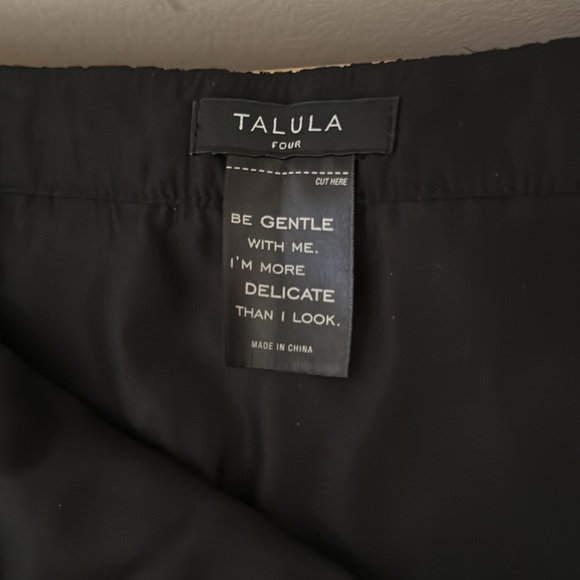 TALULA
FOUR
CUT HERE
BE GENTLE
WITH ME.
I'M MORE
DELICATE
THAN I LOOK.
MADE IN CHINA